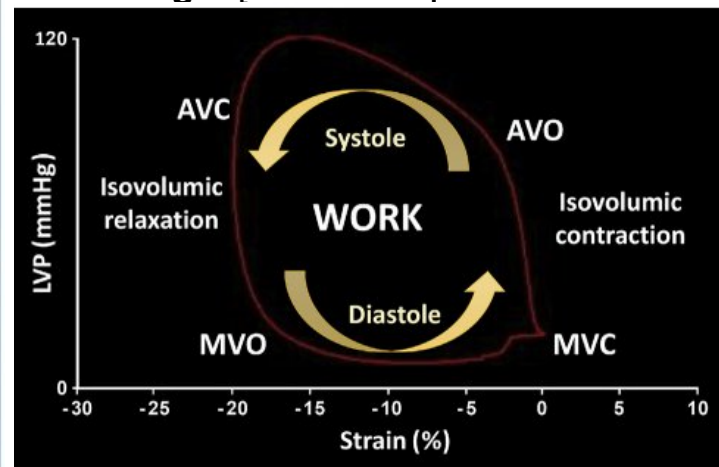 120
AVC
AVO
Systole
Isovolumic
relaxation
WORK
Isovolumic
contraction
LVP (mmHg)
Diastole
MVO
MVC
0
-30 -25 -20 -15 -10 -5 0 5 10
Strain (%)